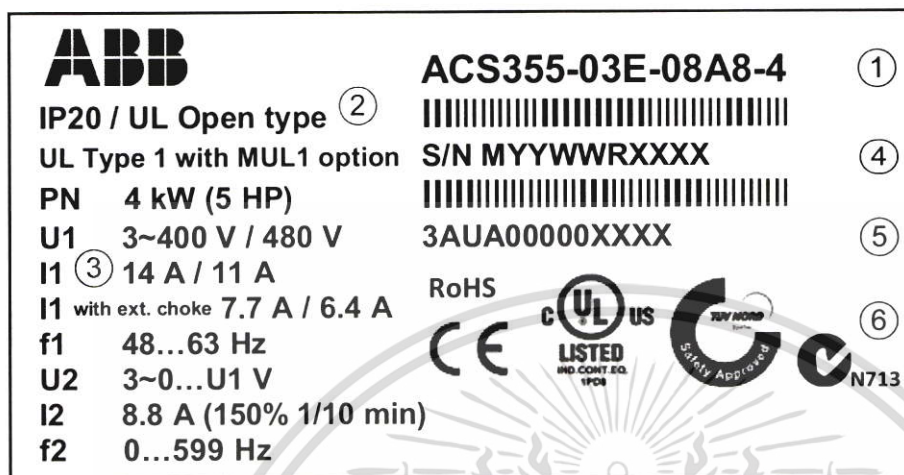 ABB
IP20 / UL Open type ②
UL Type 1 with MUL1 option
PN 4 kW (5 HP)
U1 3~400 V / 480 V
I1 ③ 14 A / 11 A
I1 with ext. choke 7.7 A / 6.4 A
f1 48...63 Hz
U2 3~0...U1 V
I2 8.8 A (150% 1/10 min)
f2 0...599 Hz
ACS355-03E-08A8-4 ①
S/N MYYWWRXXXX ④
3AUA00000XXXX ⑤
RoHS
CE
C UL US
LISTED
IND.CONT.EQ.
1PD8
TUV NORD
Safety Approved
⑥
N713